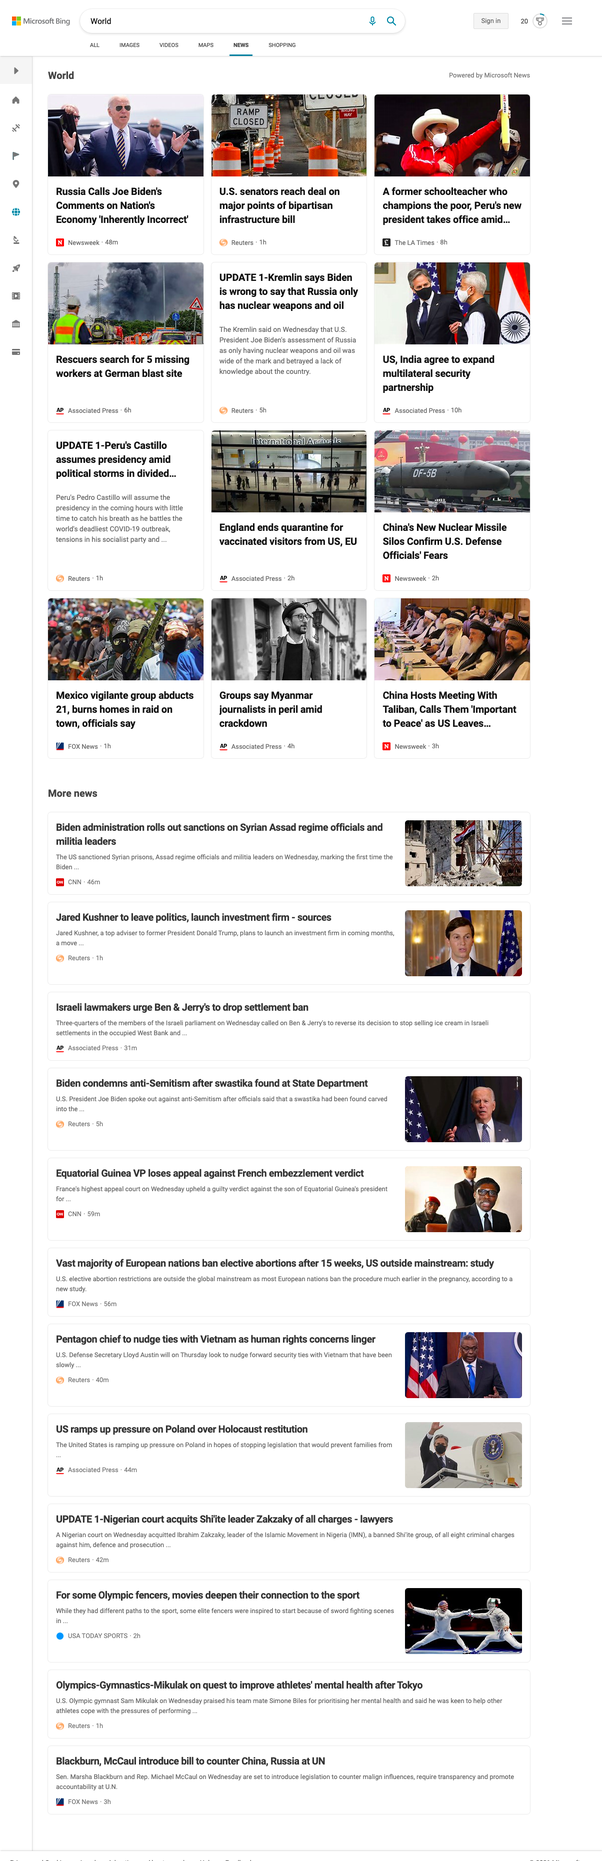 Microsoft Bing
World
Sign in
20
ALL
IMAGES
VIDEOS
MAPS
NEWS
SHOPPING
World
Powered by Microsoft News
RAMP
CLOSED
CLOSED
Russia Calls Joe Biden's
Comments on Nation's
Economy 'Inherently Incorrect'
Newsweek · 48m
U.S. senators reach deal on
major points of bipartisan
infrastructure bill
Reuters · 1h
A former schoolteacher who
champions the poor, Peru's new
president takes office amid...
The LA Times · 8h
Rescuers search for 5 missing
workers at German blast site
AP Associated Press · 6h
UPDATE 1-Kremlin says Biden
is wrong to say that Russia only
has nuclear weapons and oil
The Kremlin said on Wednesday that U.S.
President Joe Biden's assessment of Russia
as only having nuclear weapons and oil was
wide of the mark and betrayed a lack of
knowledge about the country.
Reuters · 5h
US, India agree to expand
multilateral security
partnership
AP Associated Press · 10h
UPDATE 1-Peru's Castillo
assumes presidency amid
political storms in divided...
Peru's Pedro Castillo will assume the
presidency in the coming hours with little
time to catch his breath as he battles the
world's deadliest COVID-19 outbreak,
tensions in his socialist party and ...
Reuters · 1h
International Arrivals
England ends quarantine for
vaccinated visitors from US, EU
AP Associated Press · 2h
DF-5B
China's New Nuclear Missile
Silos Confirm U.S. Defense
Officials' Fears
Newsweek · 2h
Mexico vigilante group abducts
21, burns homes in raid on
town, officials say
FOX News · 1h
Groups say Myanmar
journalists in peril amid
crackdown
AP Associated Press · 4h
China Hosts Meeting With
Taliban, Calls Them 'Important
to Peace' as US Leaves...
Newsweek · 3h
More news
Biden administration rolls out sanctions on Syrian Assad regime officials and
militia leaders
The US sanctioned Syrian prisons, Assad regime officials and militia leaders on Wednesday, marking the first time the
Biden ...
CNN · 46m
Jared Kushner to leave politics, launch investment firm - sources
Jared Kushner, a top adviser to former President Donald Trump, plans to launch an investment firm in coming months,
a move ...
Reuters · 1h
Israeli lawmakers urge Ben & Jerry's to drop settlement ban
Three-quarters of the members of the Israeli parliament on Wednesday called on Ben & Jerry's to reverse its decision to stop selling ice cream in Israeli
settlements in the occupied West Bank and ...
AP Associated Press · 31m
Biden condemns anti-Semitism after swastika found at State Department
U.S. President Joe Biden spoke out against anti-Semitism after officials said that a swastika had been found carved
into the ...
Reuters · 5h
Equatorial Guinea VP loses appeal against French embezzlement verdict
France's highest appeal court on Wednesday upheld a guilty verdict against the son of Equatorial Guinea's president
for ...
CNN · 59m
Vast majority of European nations ban elective abortions after 15 weeks, US outside mainstream: study
U.S. elective abortion restrictions are outside the global mainstream as most European nations ban the procedure much earlier in the pregnancy, according to a
new study.
FOX News · 56m
Pentagon chief to nudge ties with Vietnam as human rights concerns linger
U.S. Defense Secretary Lloyd Austin will on Thursday look to nudge forward security ties with Vietnam that have been
slowly ...
Reuters · 40m
US ramps up pressure on Poland over Holocaust restitution
The United States is ramping up pressure on Poland in hopes of stopping legislation that would prevent families from
...
AP Associated Press · 44m
UPDATE 1-Nigerian court acquits Shi'ite leader Zakzaky of all charges - lawyers
A Nigerian court on Wednesday acquitted Ibrahim Zakzaky, leader of the Islamic Movement in Nigeria (IMN), a banned Shi'ite group, of all eight criminal charges
against him, defence and prosecution ...
Reuters · 42m
For some Olympic fencers, movies deepen their connection to the sport
While they had different paths to the sport, some elite fencers were inspired to start because of sword fighting scenes
in ...
USA TODAY SPORTS · 2h
Olympics-Gymnastics-Mikulak on quest to improve athletes' mental health after Tokyo
U.S. Olympic gymnast Sam Mikulak on Wednesday praised his team mate Simone Biles for prioritising her mental health and said he was keen to help other
athletes cope with the pressures of performing ...
Reuters · 1h
Blackburn, McCaul introduce bill to counter China, Russia at UN
Sen. Marsha Blackburn and Rep. Michael McCaul on Wednesday are set to introduce legislation to counter malign influences, require transparency and promote
accountability at U.N.
FOX News · 3h